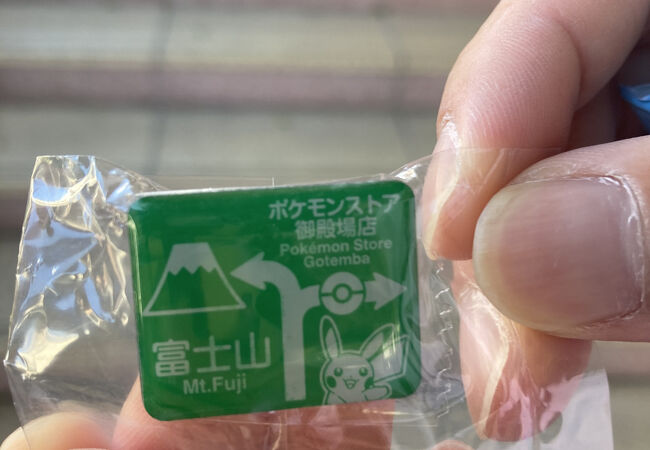 ポケモンストア
御殿場店
Pokémon Store
Gotemba
富士山
Mt.Fuji